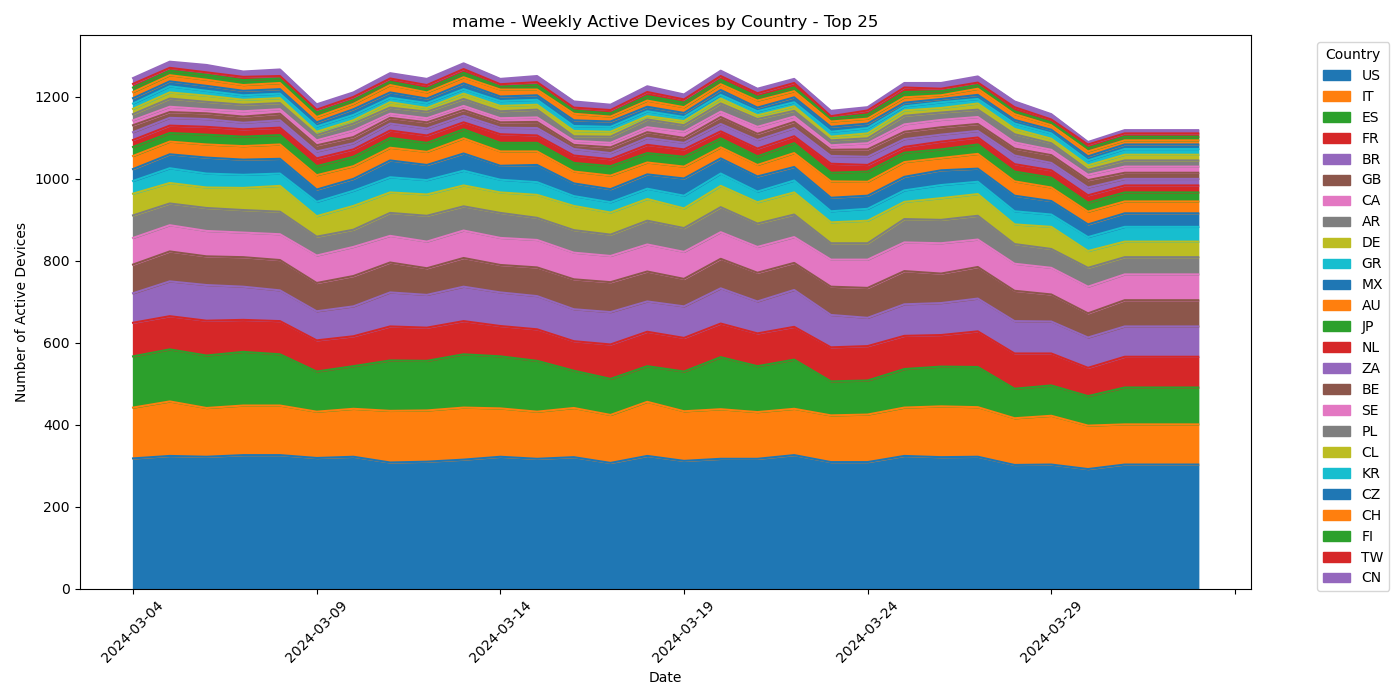 mame - Weekly Active Devices by Country - Top 25
Number of Active Devices
1200
1000
800
600
400
200
0
2024-03-04
2024-03-09
2024-03-14
2024-03-19
2024-03-24
2024-03-29
Date
Country
US
IT
ES
FR
BR
GB
CA
AR
DE
GR
MX
AU
JP
NL
ZA
BE
SE
PL
CL
KR
CZ
CH
FI
TW
CN